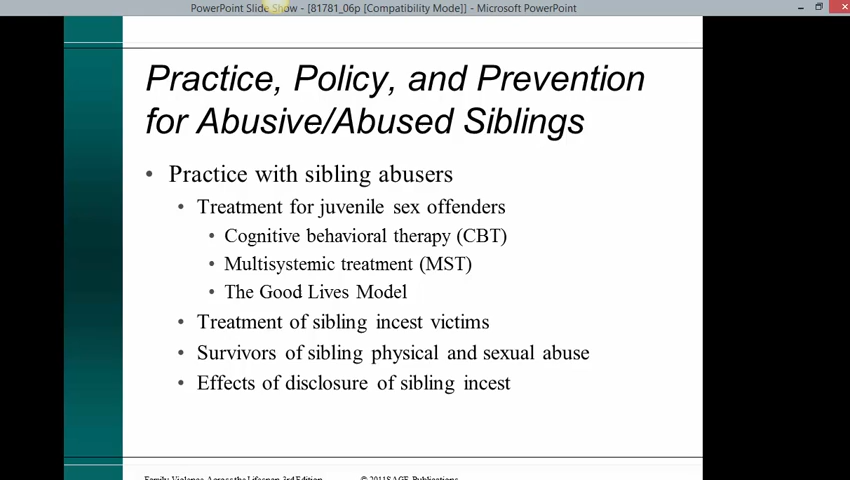 PowerPoint Slide Show - [81781_06p [Compatibility Mode]] - Microsoft PowerPoint
Practice, Policy, and Prevention
for Abusive/Abused Siblings
• Practice with sibling abusers
• Treatment for juvenile sex offenders
• Cognitive behavioral therapy (CBT)
• Multisystemic treatment (MST)
• The Good Lives Model
• Treatment of sibling incest victims
• Survivors of sibling physical and sexual abuse
• Effects of disclosure of sibling incest
Family Violence Across the Lifespan 3rd Edition © 2011SAGE Publications